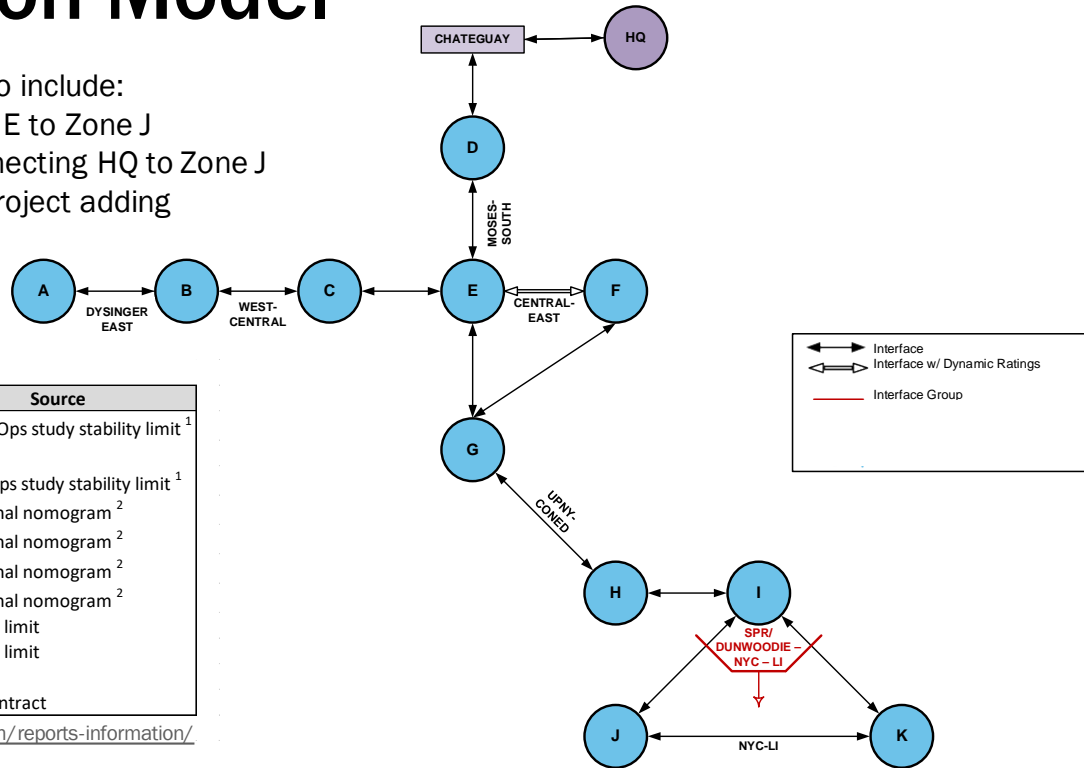 on Model
o include:
E to Zone J
necting HQ to Zone J
roject adding
CHATEGUAY
HQ
D
MOSES-
SOUTH
A
B
C
E
F
DYSINGER
EAST
WEST-
CENTRAL
CENTRAL-
EAST
Interface
Interface w/ Dynamic Ratings
Interface Group
Source
Ops study stability limit 1
ps study stability limit 1
nal nomogram 2
nal nomogram 2
nal nomogram 2
nal nomogram 2
limit
limit
ntract
n/reports-information/
G
UPNY-
CONED
H
I
SPR/
DUNWOODIE –
NYC – LI
J
K
NYC-LI